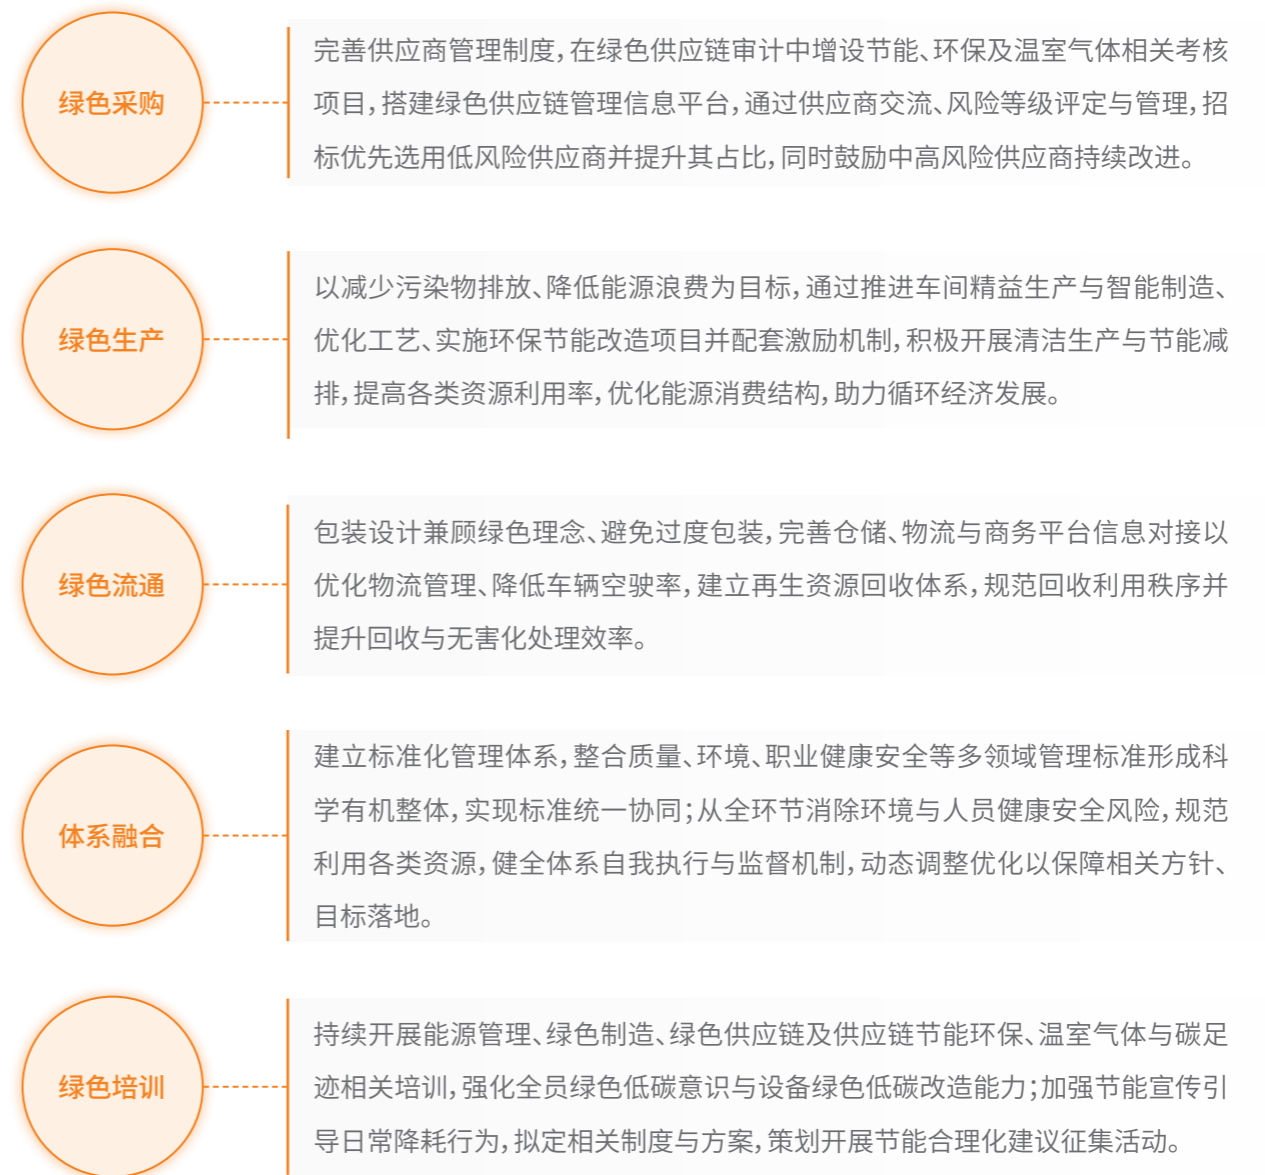 绿色采购
完善供应商管理制度,在绿色供应链审计中增设节能、环保及温室气体相关考核
项目,搭建绿色供应链管理信息平台,通过供应商交流、风险等级评定与管理,招
标优先选用低风险供应商并提升其占比,同时鼓励中高风险供应商持续改进。
绿色生产
以减少污染物排放、降低能源浪费为目标,通过推进车间精益生产与智能制造、
优化工艺、实施环保节能改造项目并配套激励机制,积极开展清洁生产与节能减
排,提高各类资源利用率,优化能源消费结构,助力循环经济发展。
绿色流通
包装设计兼顾绿色理念、避免过度包装,完善仓储、物流与商务平台信息对接以
优化物流管理、降低车辆空驶率,建立再生资源回收体系,规范回收利用秩序并
提升回收与无害化处理效率。
体系融合
建立标准化管理体系,整合质量、环境、职业健康安全等多领域管理标准形成科
学有机整体,实现标准统一协同;从全环节消除环境与人员健康安全风险,规范
利用各类资源,健全体系自我执行与监督机制,动态调整优化以保障相关方针、
目标落地。
绿色培训
持续开展能源管理、绿色制造、绿色供应链及供应链节能环保、温室气体与碳足
迹相关培训,强化全员绿色低碳意识与设备绿色低碳改造能力;加强节能宣传引
导日常降耗行为,拟定相关制度与方案,策划开展节能合理化建议征集活动。